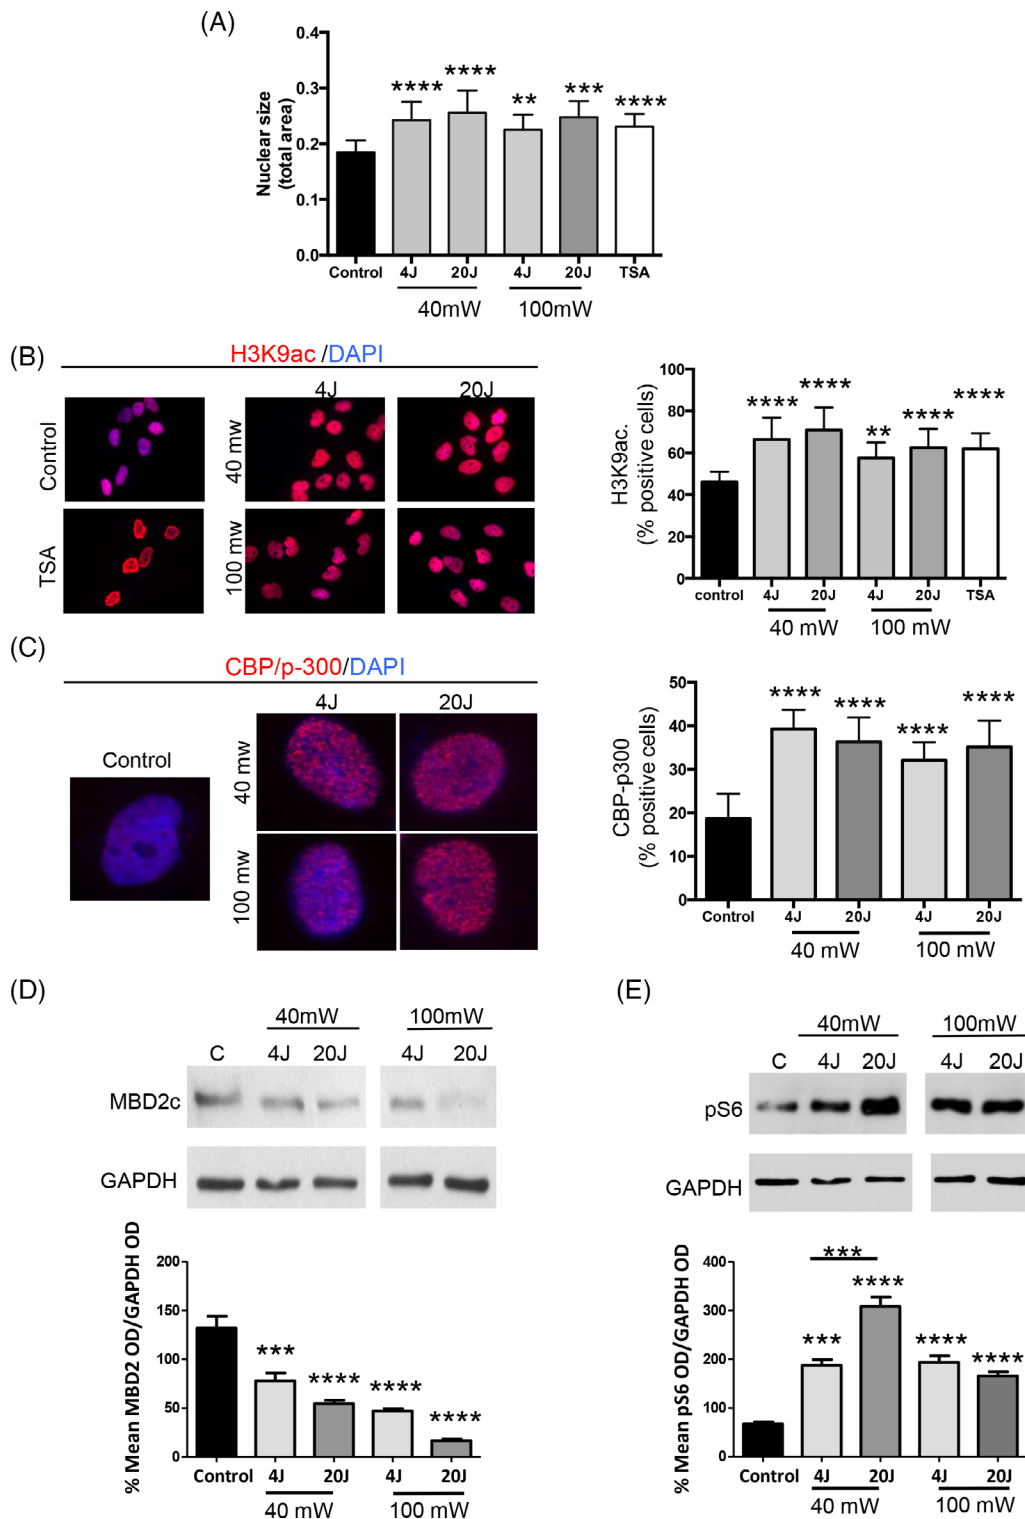 (A)
Nuclear size
(total area)
0.4
0.3
0.2
0.1
0.0
****
****
**
***
****
Control
4J
20J
4J
20J
TSA
40mW
100mW
(B)
H3K9ac /DAPI
4J
20J
Control
40 mw
TSA
100 mw
H3K9ac.
(% positive cells)
100
80
60
40
20
0
****
****
**
****
****
control
4J
20J
4J
20J
TSA
40 mW
100 mW
(C)
CBP/p-300/DAPI
4J
20J
Control
40 mw
100 mw
CBP-p300
(% positive cells)
50
40
30
20
10
0
****
****
****
****
Control
4J
20J
4J
20J
40 mW
100 mW
(D)
40mW
100mW
C
4J
20J
4J
20J
MBD2c
GAPDH
% Mean MBD2 OD/GAPDH OD
200
150
100
50
0
***
****
****
****
Control
4J
20J
4J
20J
40 mW
100 mW
(E)
40mW
100mW
C
4J
20J
4J
20J
pS6
GAPDH
% Mean pS6 OD/GAPDH OD
400
300
200
100
0
***
***
****
****
****
Control
4J
20J
4J
20J
40 mW
100 mW